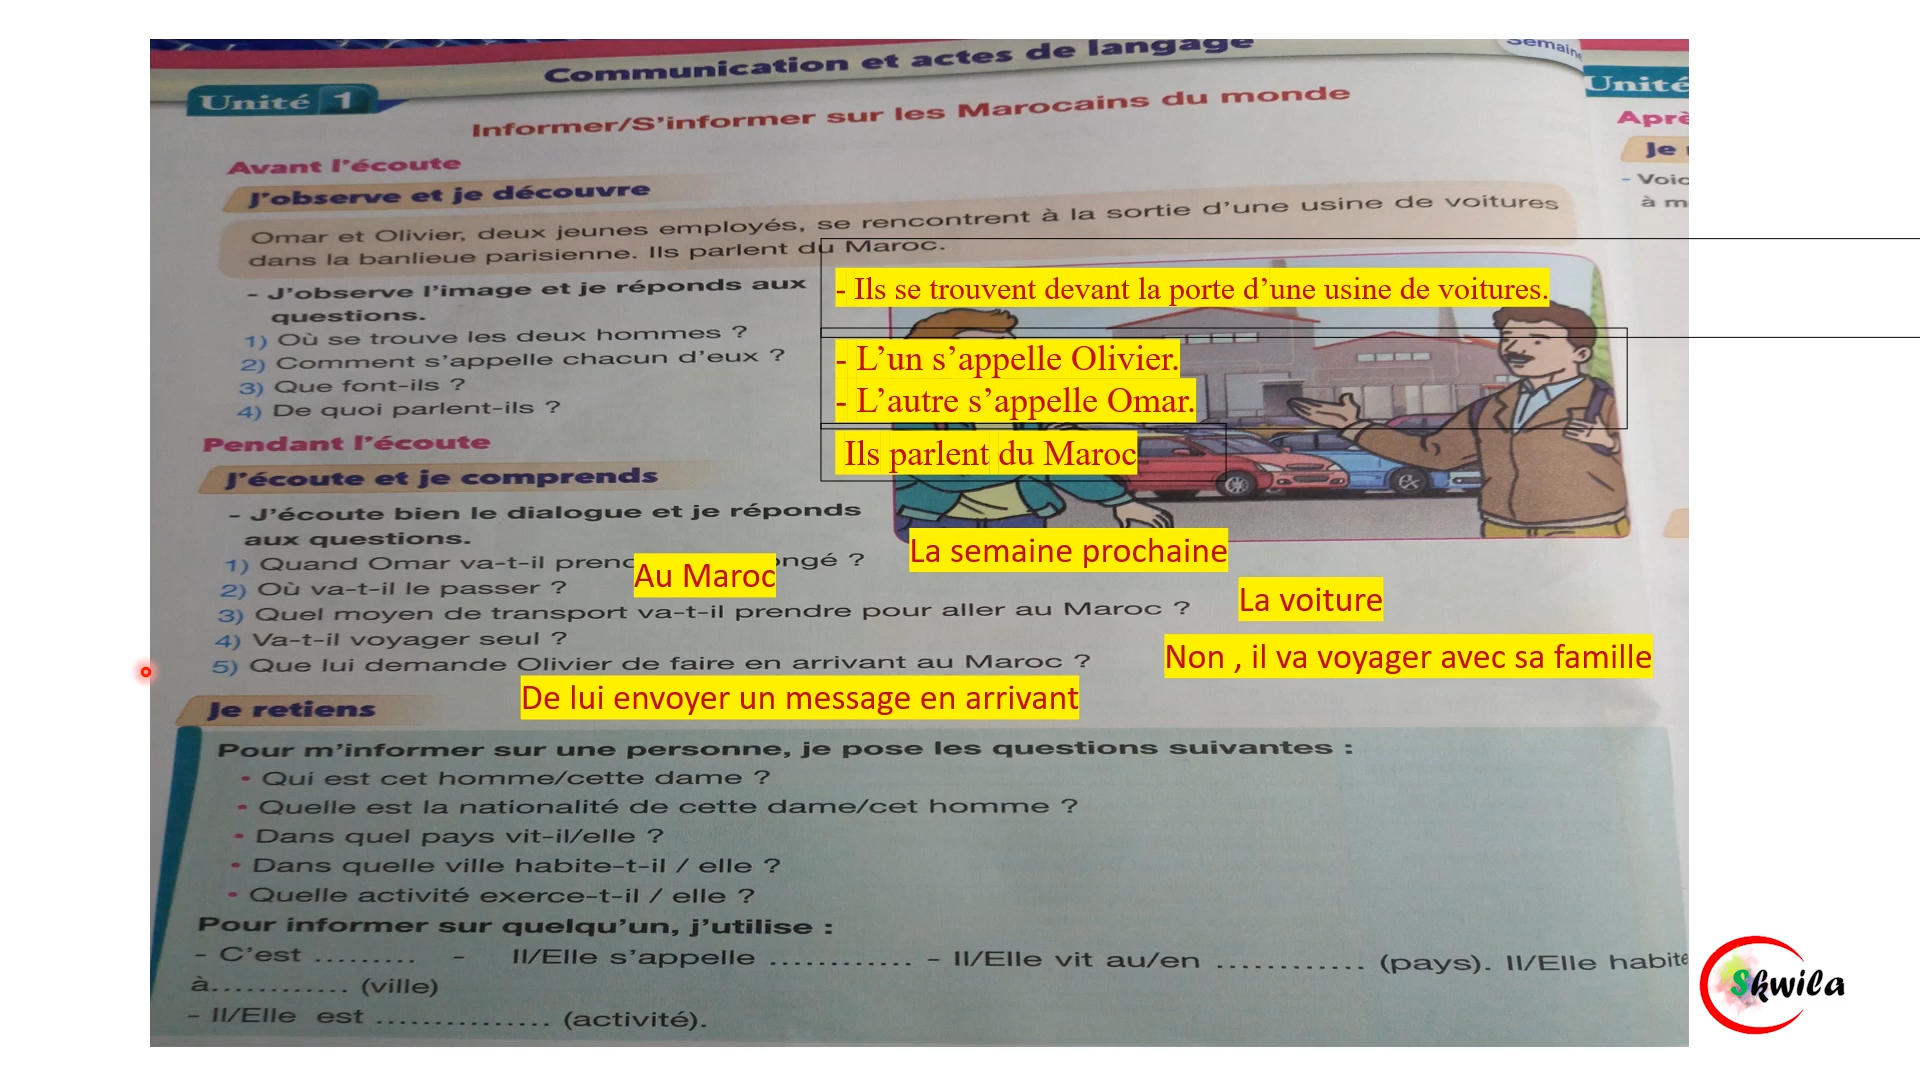 Communication et actes de langage
Semaine
Unité 1
Unité
Informer/S'informer sur les Marocains du monde
Avant l'écoute
J'observe et je découvre
Omar et Olivier, deux jeunes employés, se rencontrent à la sortie d'une usine de voitures
dans la banlieue parisienne. Ils parlent du Maroc.
- J'observe l'image et je réponds aux
questions.
1) Où se trouve les deux hommes ?
2) Comment s'appelle chacun d'eux ?
3) Que font-ils ?
4) De quoi parlent-ils ?
- Ils se trouvent devant la porte d'une usine de voitures.
- L'un s'appelle Olivier.
- L'autre s'appelle Omar.
Ils parlent du Maroc
Pendant l'écoute
J'écoute et je comprends
- J'écoute bien le dialogue et je réponds
aux questions.
1) Quand Omar va-t-il ?
La semaine prochaine
2) Où va-t-il le passer ?
Au Maroc
3) Quel moyen de transport va-t-il prendre pour aller au Maroc ?
La voiture
4) Va-t-il voyager seul ?
Non , il va voyager avec sa famille
5) Que lui demande Olivier de faire en arrivant au Maroc ?
De lui envoyer un message en arrivant
Je retiens
Pour m'informer sur une personne, je pose les questions suivantes :
• Qui est cet homme/cette dame ?
• Quelle est la nationalité de cette dame/cet homme ?
• Dans quel pays vit-il/elle ?
• Dans quelle ville habite-t-il / elle ?
• Quelle activité exerce-t-il / elle ?
Pour informer sur quelqu'un, j'utilise :
- C'est ......... - Il/Elle s'appelle ............ - Il/Elle vit au/en ............ (pays). Il/Elle habite
à............ (ville)
- Il/Elle est ............... (activité).
Je
- Voic
à m
Skwila